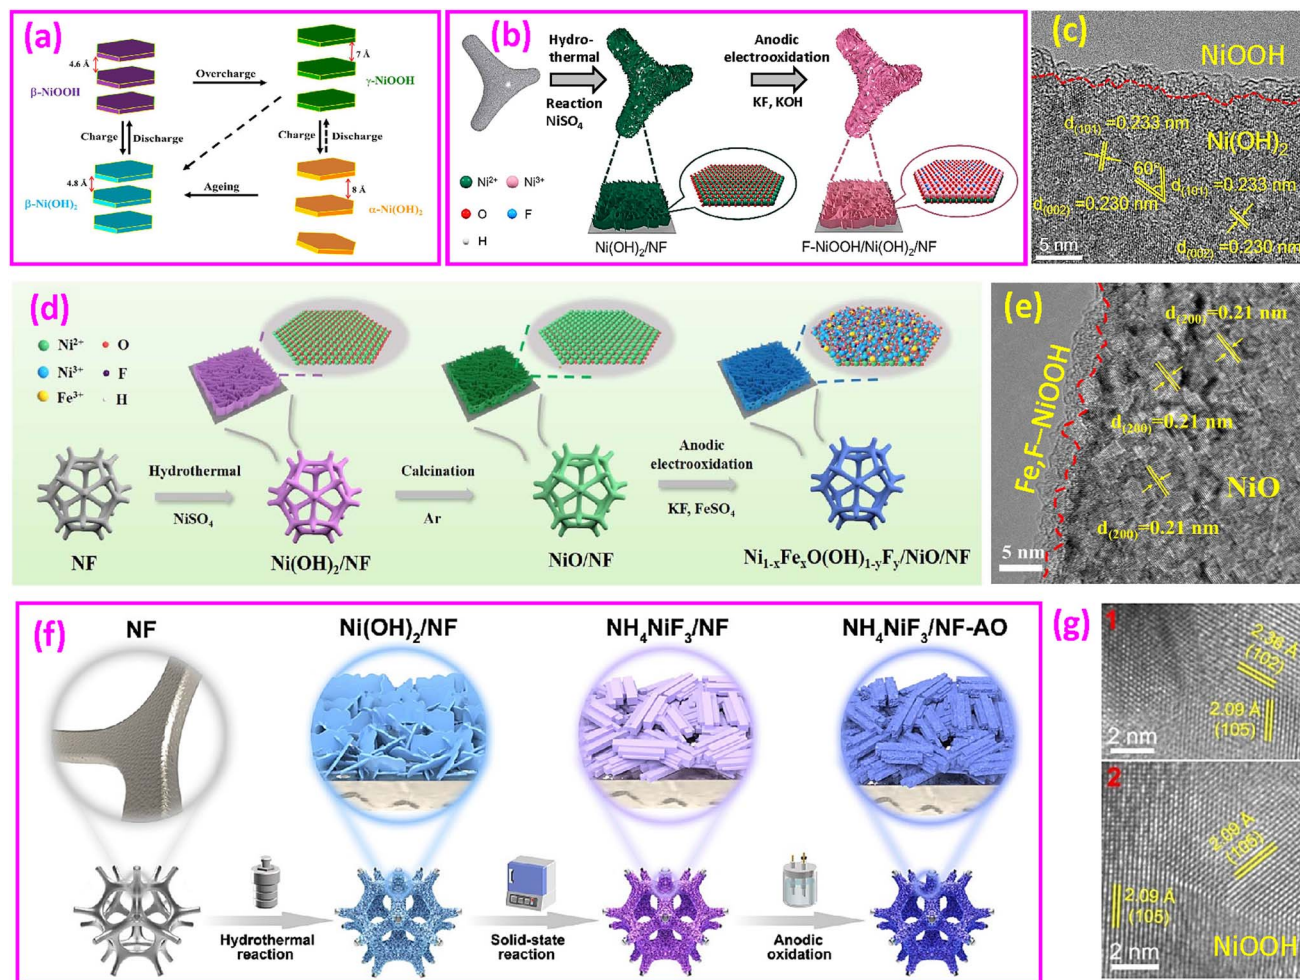 (a)
4.6 Å
β-NiOOH
Overcharge
7 Å
γ-NiOOH
Charge
Discharge
Charge
Discharge
4.8 Å
β-Ni(OH)2
Ageing
8 Å
α-Ni(OH)2
(b)
Hydro-
thermal
Reaction
NiSO4
Anodic
electrooxidation
KF, KOH
Ni2+
Ni3+
O
F
H
Ni(OH)2/NF
F-NiOOH/Ni(OH)2/NF
(c)
NiOOH
d(101)=0.233 nm
Ni(OH)2
60°
d(101)=0.233 nm
d(002)=0.230 nm
d(002)=0.230 nm
5 nm
(d)
Ni2+ O
Ni3+ F
Fe3+ H
Hydrothermal
NiSO4
Calcination
Ar
Anodic
electrooxidation
KF, FeSO4
NF
Ni(OH)2/NF
NiO/NF
Ni1-xFexO(OH)1-yFy/NiO/NF
(e)
Fe,F–NiOOH
d(200)=0.21 nm
d(200)=0.21 nm
d(200)=0.21 nm
NiO
5 nm
(f)
NF
Ni(OH)2/NF
NH4NiF3/NF
NH4NiF3/NF-AO
Hydrothermal
reaction
Solid-state
reaction
Anodic
oxidation
(g)
1
2.36 Å
(102)
2.09 Å
(105)
2 nm
2
2.09 Å
(105)
2.09 Å
(105)
NiOOH
2 nm